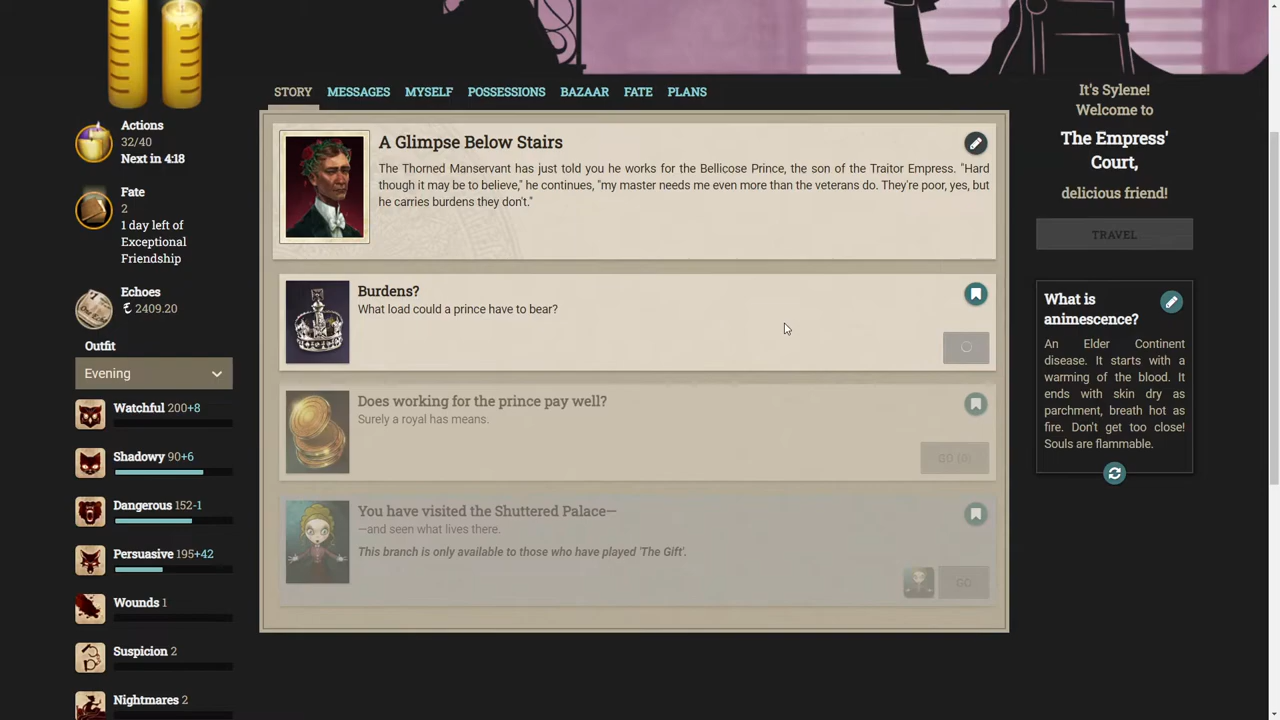 STORY MESSAGES MYSELF POSSESSIONS BAZAAR FATE PLANS
Actions
32/40
Next in 4:18
Fate
2
1 day left of
Exceptional
Friendship
Echoes
£ 2409.20
Outfit
Evening
Watchful 200+8
Shadowy 90+6
Dangerous 152-1
Persuasive 195+42
Wounds 1
Suspicion 2
Nightmares 2
A Glimpse Below Stairs
The Thorned Manservant has just told you he works for the Bellicose Prince, the son of the Traitor Empress. "Hard
though it may be to believe," he continues, "my master needs me even more than the veterans do. They're poor, yes, but
he carries burdens they don't."
Burdens?
What load could a prince have to bear?
Does working for the prince pay well?
Surely a royal has means.
GO (0)
You have visited the Shuttered Palace—
—and seen what lives there.
This branch is only available to those who have played 'The Gift'.
GO
It's Sylene!
Welcome to
The Empress'
Court,
delicious friend!
TRAVEL
What is
animescence?
An Elder Continent
disease. It starts with a
warming of the blood. It
ends with skin dry as
parchment, breath hot as
fire. Don't get too close!
Souls are flammable.